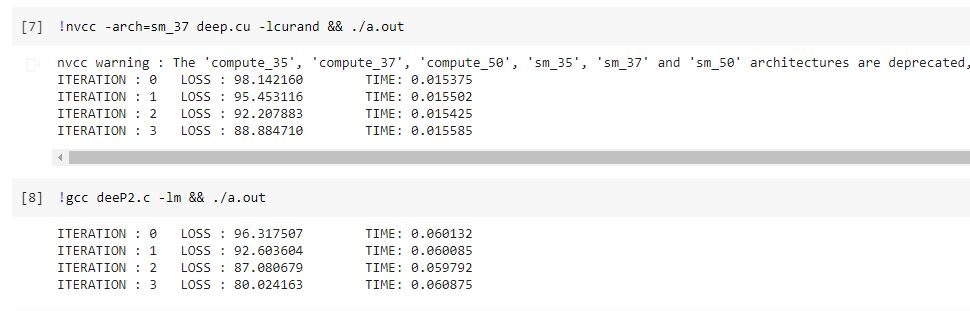 [7] !nvcc -arch=sm_37 deep.cu -lcurand && ./a.out
nvcc warning : The 'compute_35', 'compute_37', 'compute_50', 'sm_35', 'sm_37' and 'sm_50' architectures are deprecated,
ITERATION : 0 LOSS : 98.142160 TIME: 0.015375
ITERATION : 1 LOSS : 95.453116 TIME: 0.015502
ITERATION : 2 LOSS : 92.207883 TIME: 0.015425
ITERATION : 3 LOSS : 88.884710 TIME: 0.015585
[8] !gcc deeP2.c -lm && ./a.out
ITERATION : 0 LOSS : 96.317507 TIME: 0.060132
ITERATION : 1 LOSS : 92.603604 TIME: 0.060085
ITERATION : 2 LOSS : 87.080679 TIME: 0.059792
ITERATION : 3 LOSS : 80.024163 TIME: 0.060875